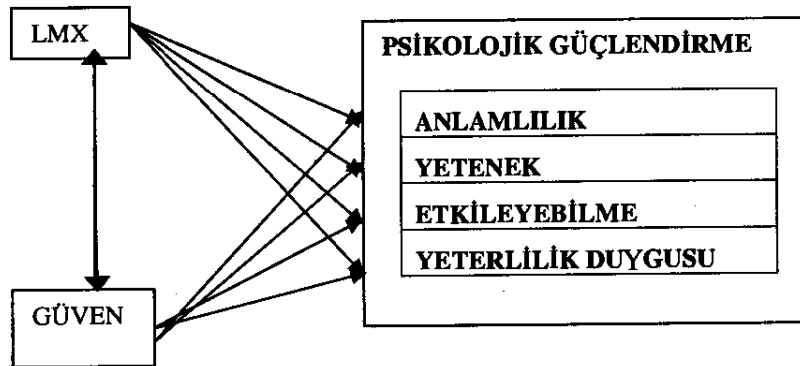 LMX
PSİKOLOJİK GÜÇLENDİRME
ANLAMLILIK
YETENEK
ETKİLEYEBİLME
YETERLİLİK DUYGUSU
GÜVEN